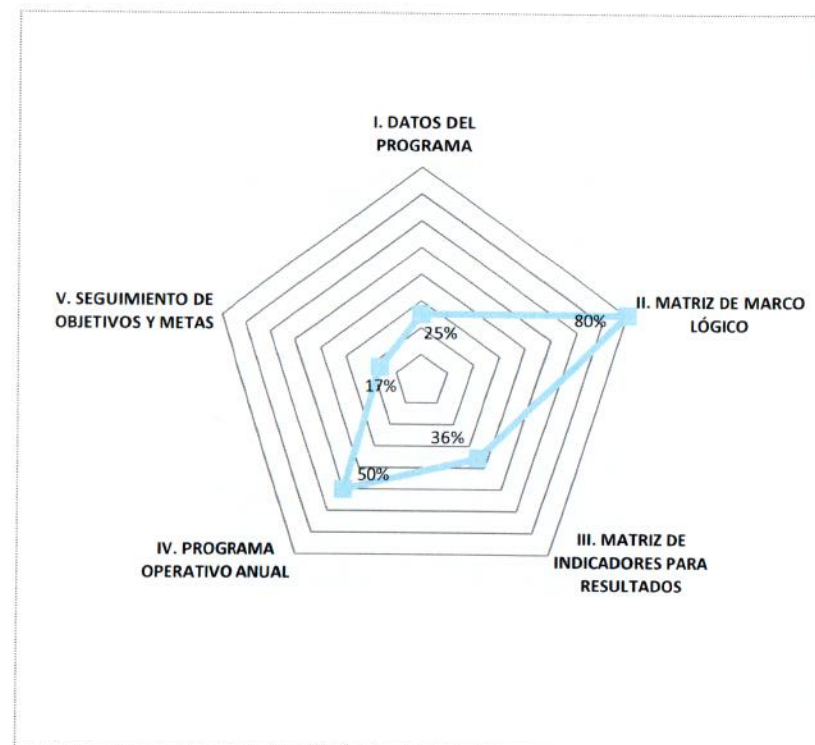 I. DATOS DEL
PROGRAMA
V. SEGUIMIENTO DE
OBJETIVOS Y METAS
II. MATRIZ DE MARCO
LÓGICO
80%
25%
17%
36%
50%
IV. PROGRAMA
OPERATIVO ANUAL
III. MATRIZ DE
INDICADORES PARA
RESULTADOS